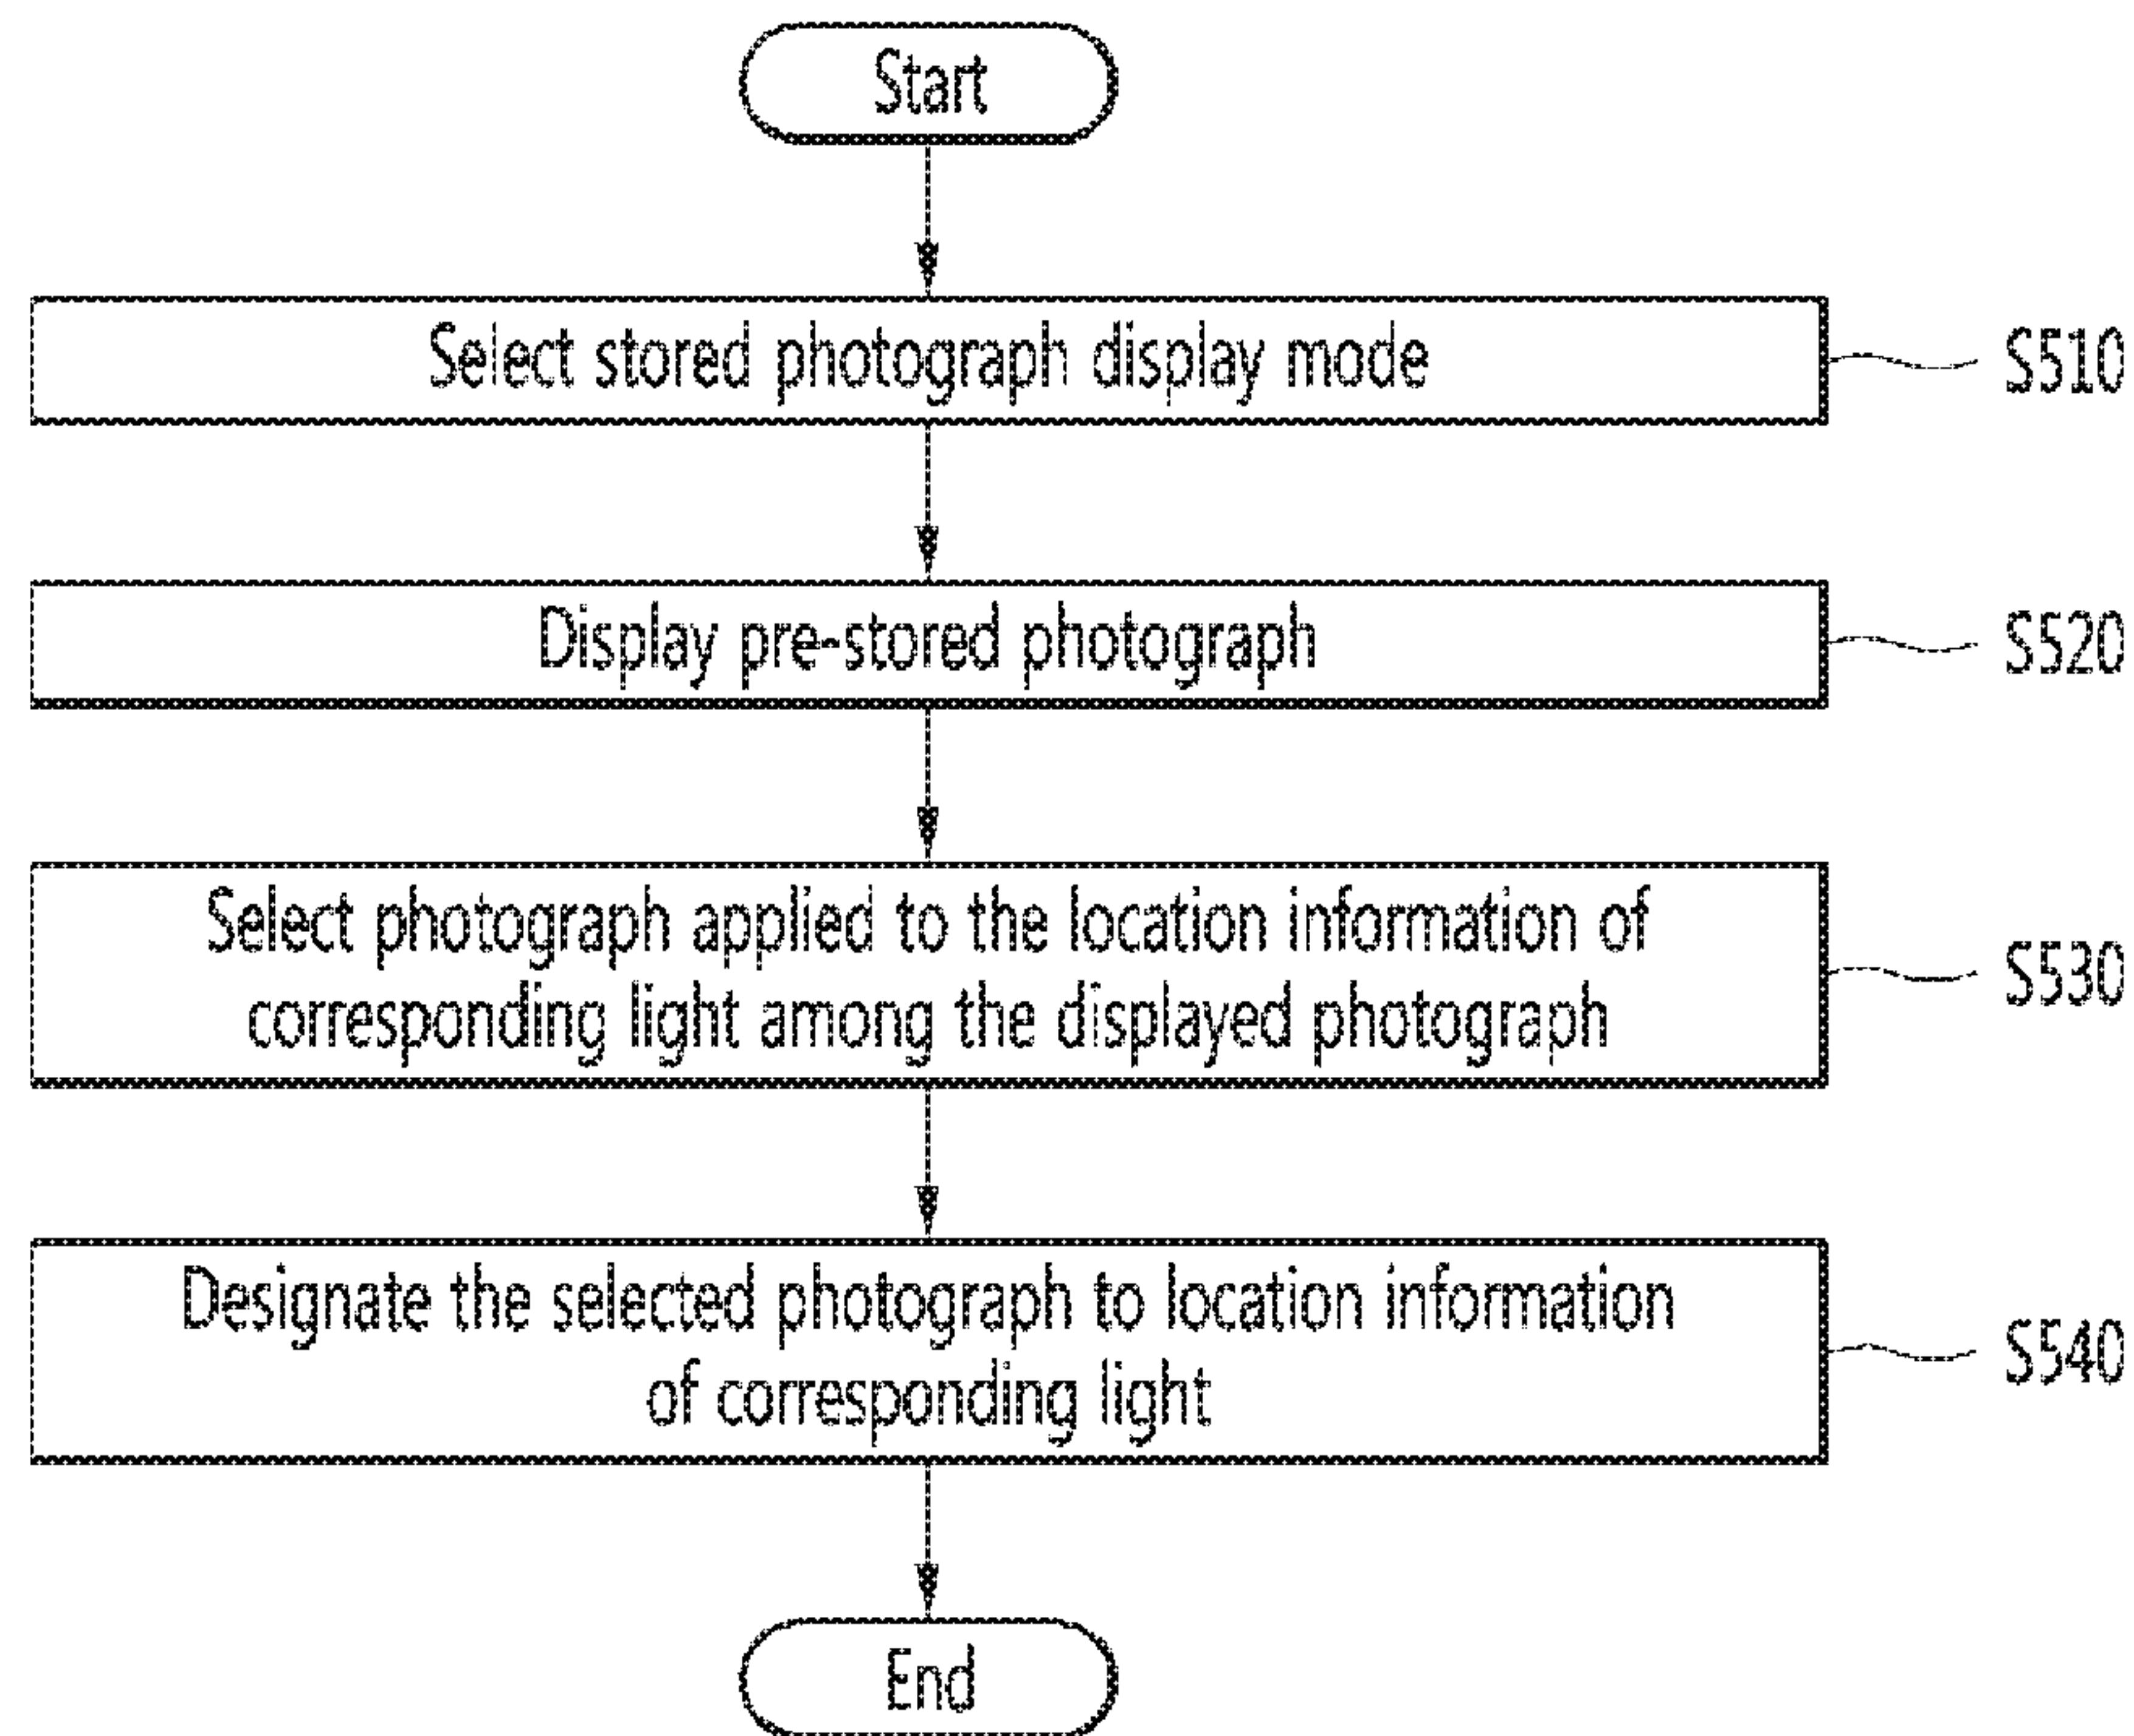 Start
Select stored photograph display mode
S510
Display pre-stored photograph
S520
Select photograph applied to the location information of
corresponding light among the displayed photograph
S530
Designate the selected photograph to location information
of corresponding light
S540
End